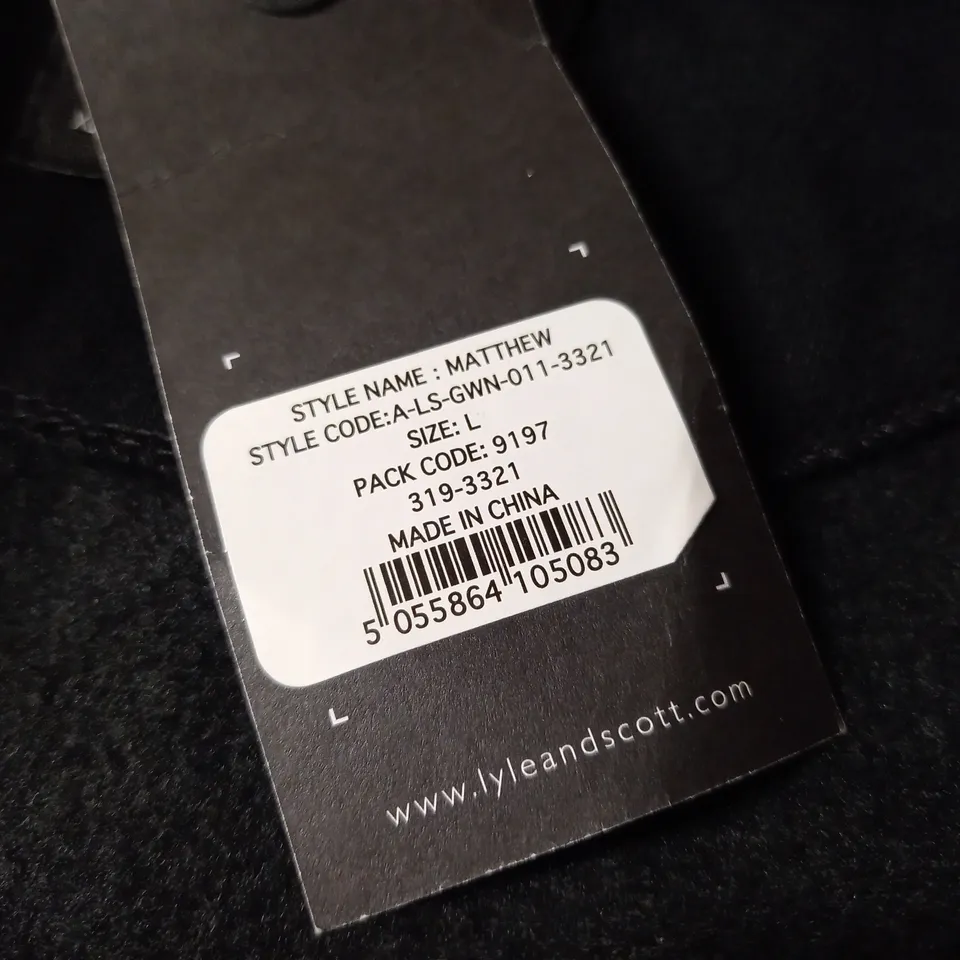 STYLE NAME : MATTHEW
STYLE CODE:A-LS-GWN-011-3321
SIZE: L
PACK CODE: 9197
319-3321
MADE IN CHINA
5 055864 105083
www.lyleandscott.com